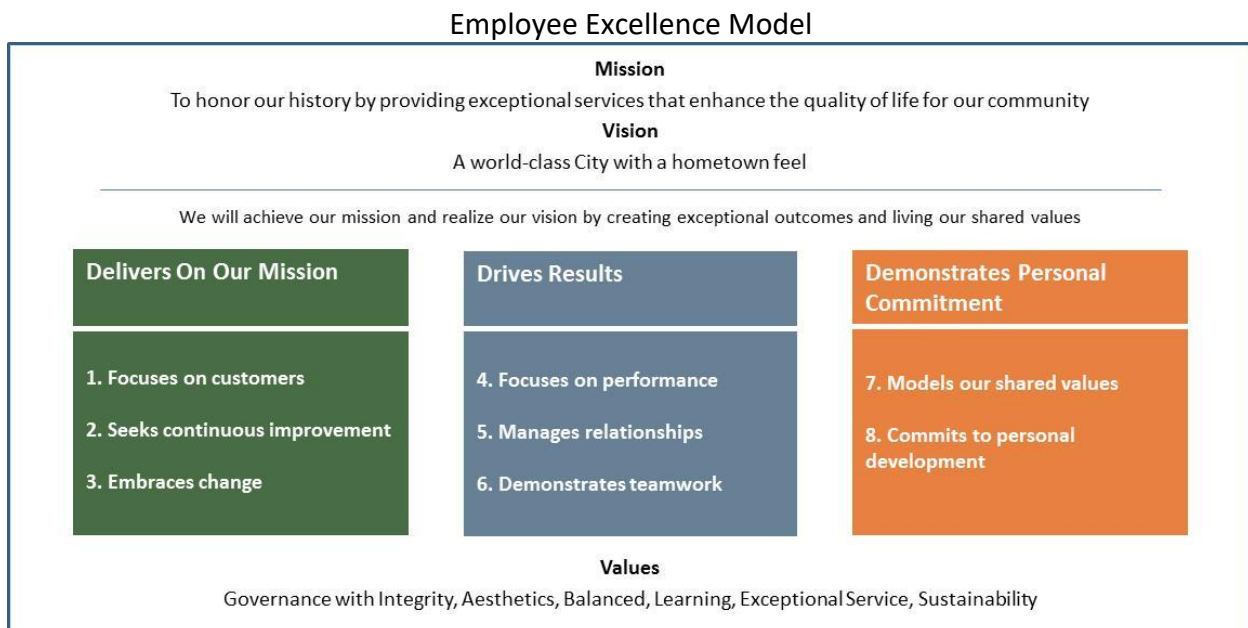 Employee Excellence Model
Mission
To honor our history by providing exceptional services that enhance the quality of life for our community
Vision
A world-class City with a hometown feel
We will achieve our mission and realize our vision by creating exceptional outcomes and living our shared values
Delivers On Our Mission
1. Focuses on customers
2. Seeks continuous improvement
3. Embraces change
Drives Results
4. Focuses on performance
5. Manages relationships
6. Demonstrates teamwork
Demonstrates Personal
Commitment
7. Models our shared values
8. Commits to personal
development
Values
Governance with Integrity, Aesthetics, Balanced, Learning, Exceptional Service, Sustainability